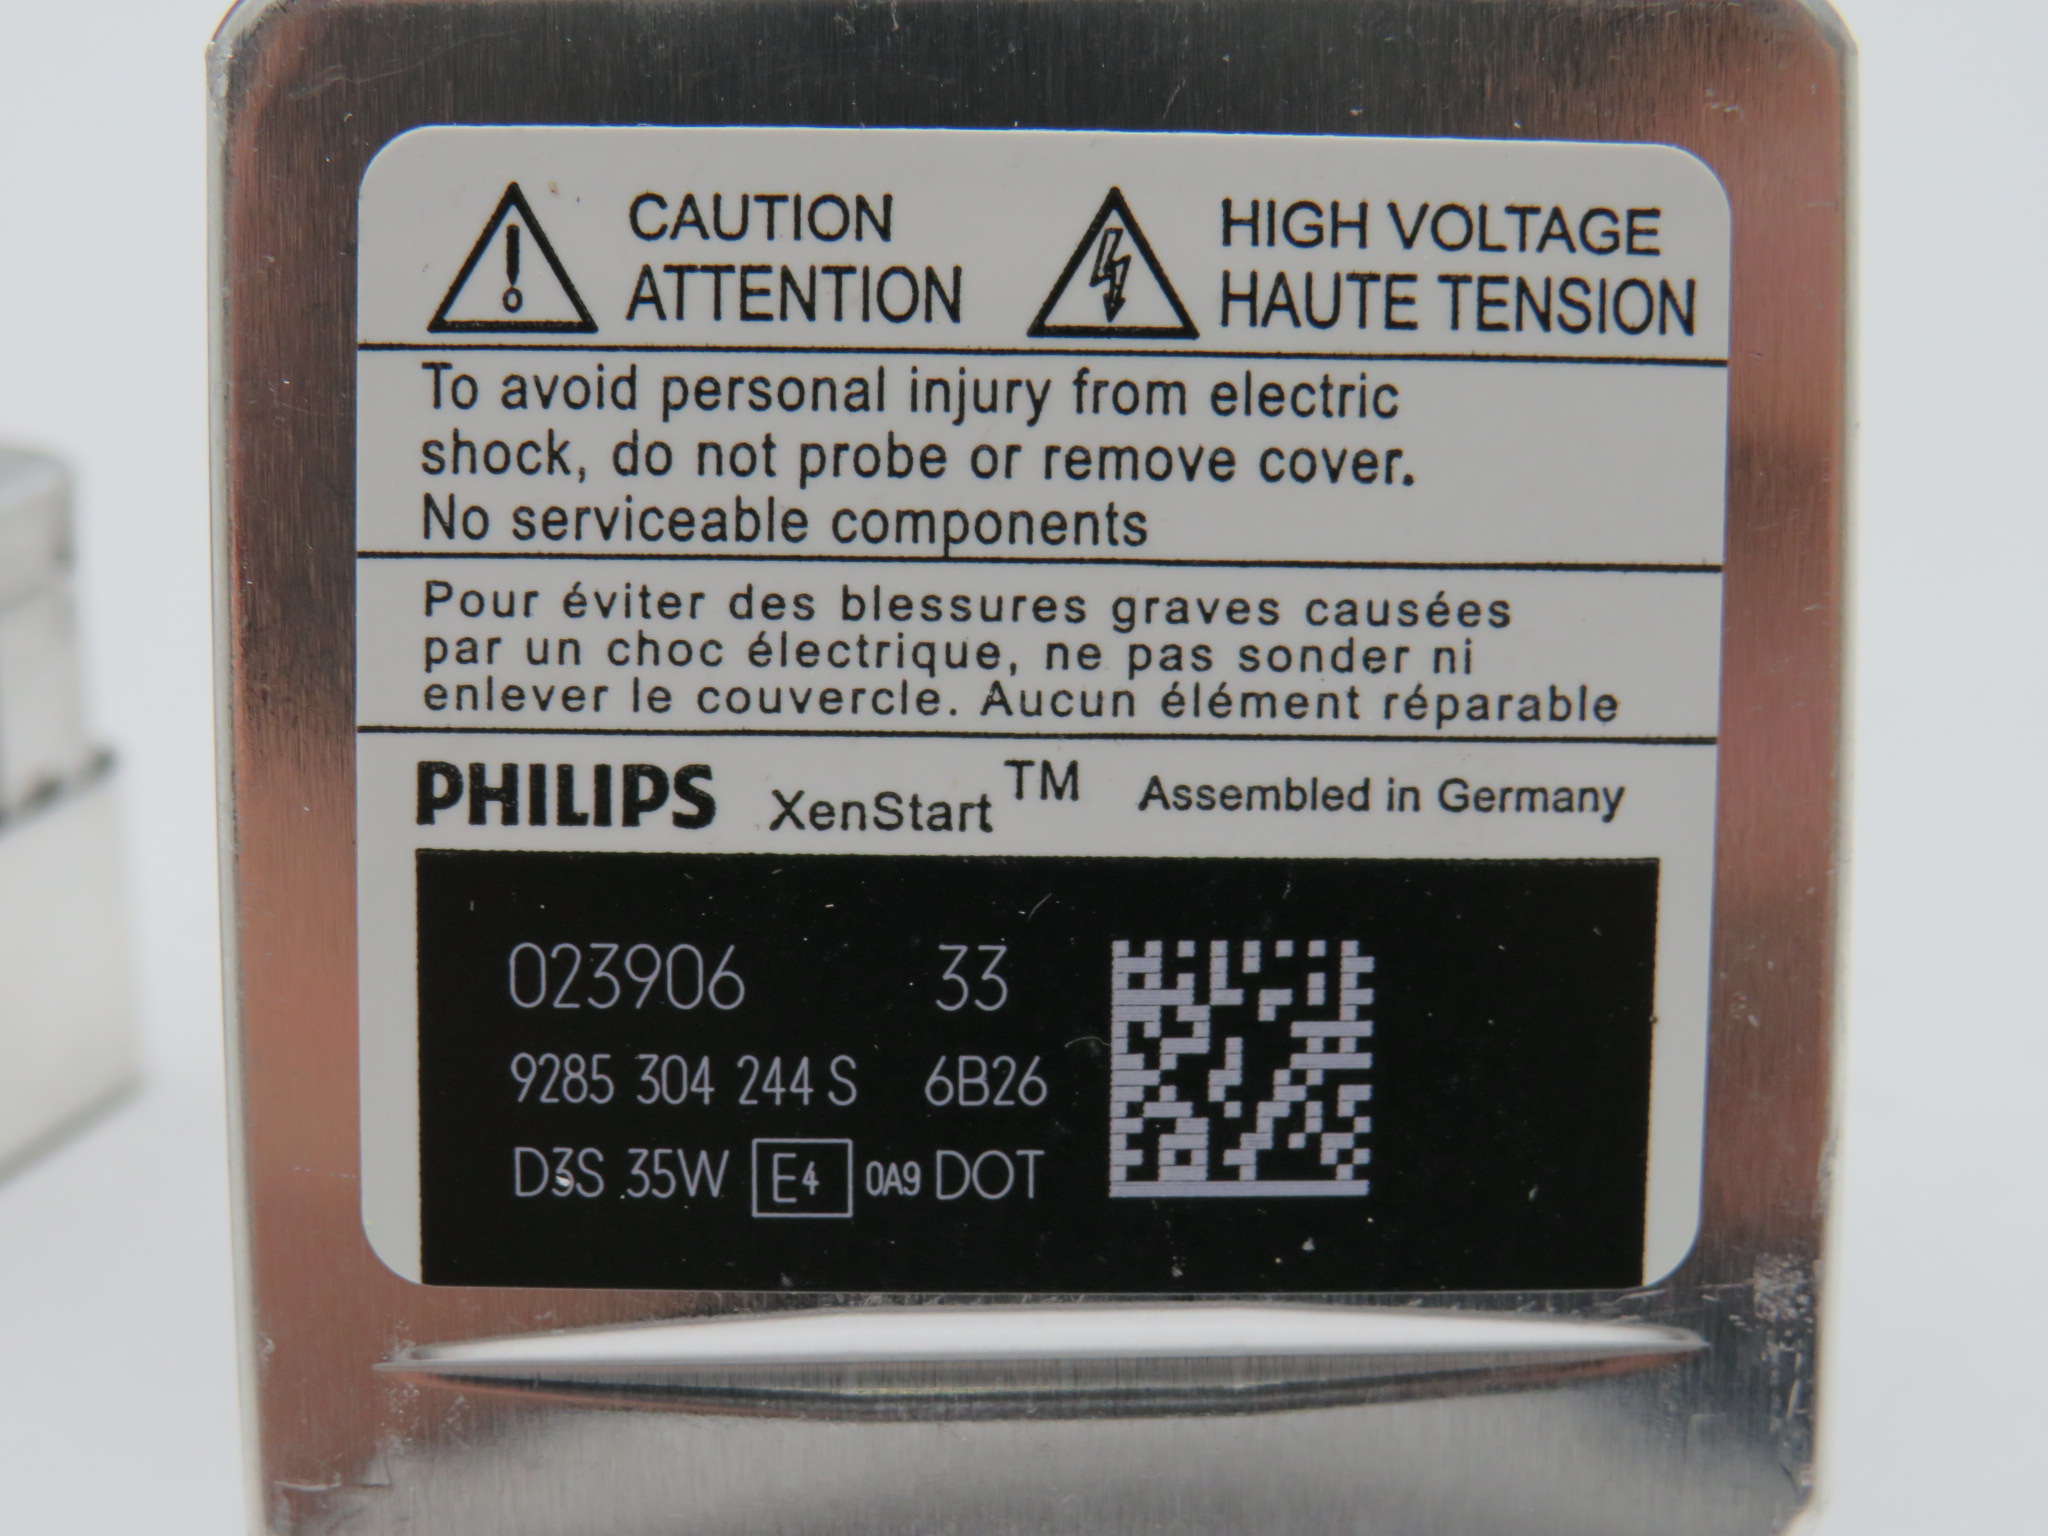 CAUTION
ATTENTION
HIGH VOLTAGE
HAUTE TENSION
To avoid personal injury from electric
shock, do not probe or remove cover.
No serviceable components
Pour éviter des blessures graves causées
par un choc électrique, ne pas sonder ni
enlever le couvercle. Aucun élément réparable
PHILIPS XenStart TM Assembled in Germany
023906 33
9285 304 244 S 6B26
D3S 35W E4 0A9 DOT